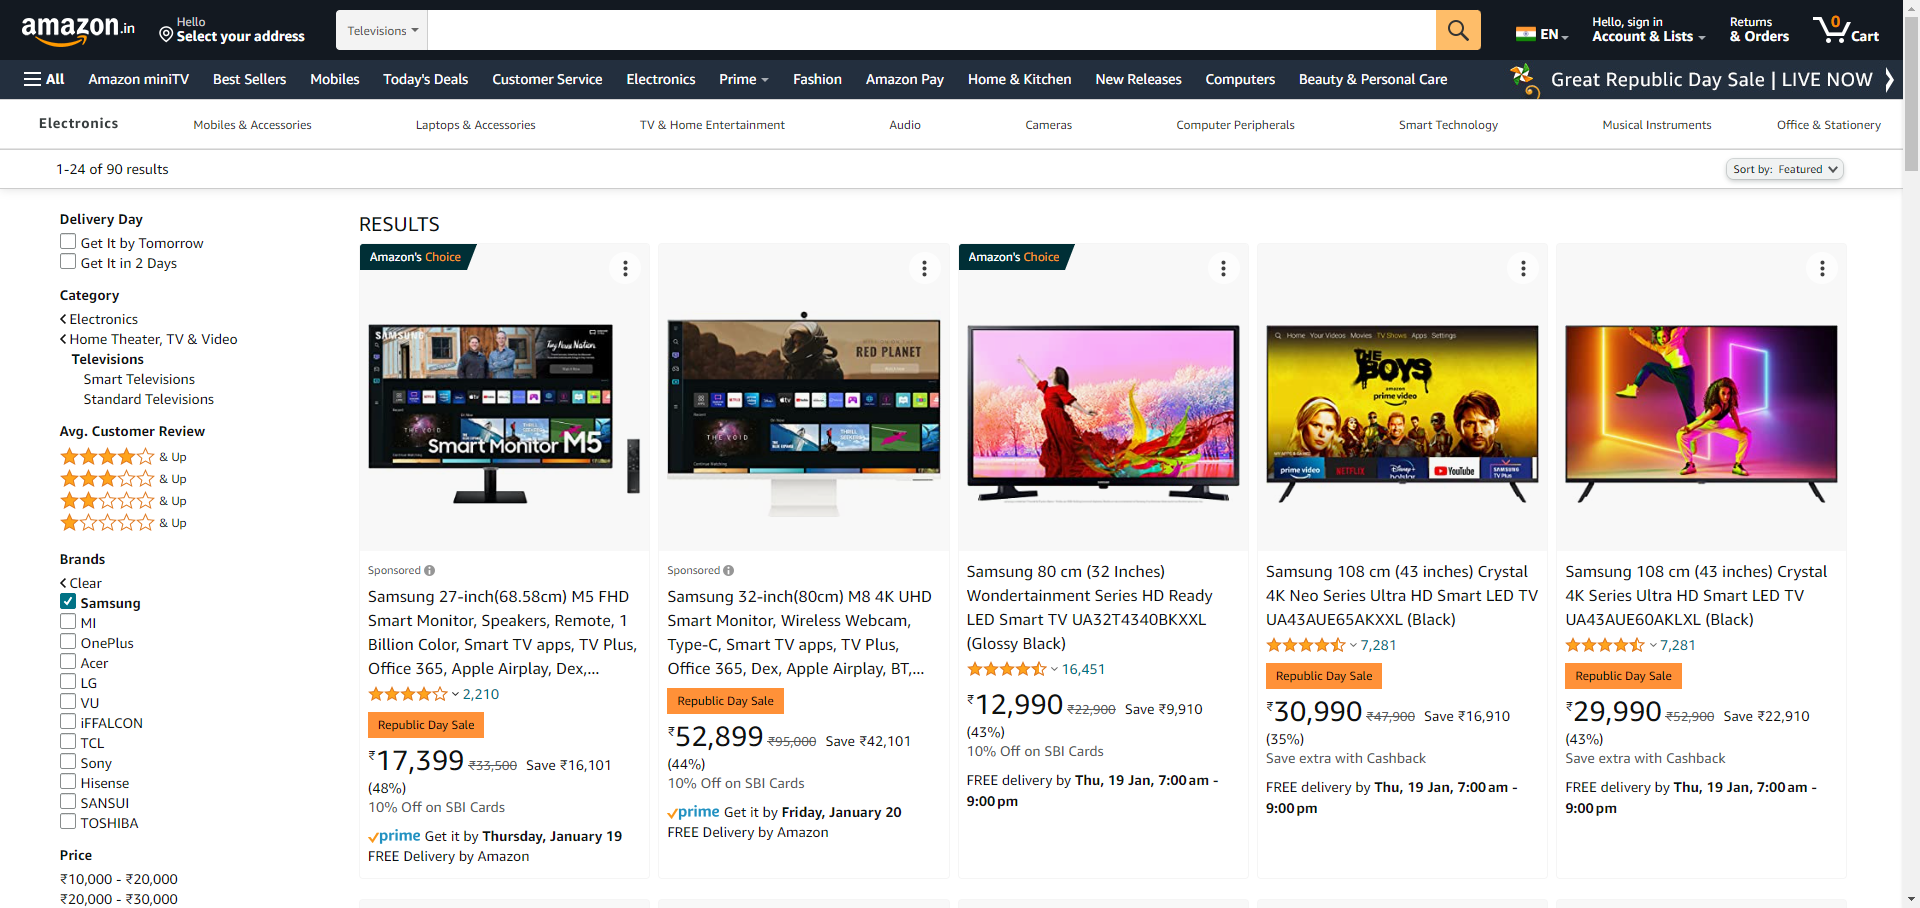 amazon.in
Hello
Select your address
Televisions
EN
Hello, sign in
Account & Lists
Returns
& Orders
0
Cart
All
Amazon miniTV
Best Sellers
Mobiles
Today's Deals
Customer Service
Electronics
Prime
Fashion
Amazon Pay
Home & Kitchen
New Releases
Computers
Beauty & Personal Care
Great Republic Day Sale | LIVE NOW
Electronics
Mobiles & Accessories
Laptops & Accessories
TV & Home Entertainment
Audio
Cameras
Computer Peripherals
Smart Technology
Musical Instruments
Office & Stationery
1-24 of 90 results
Sort by: Featured
Delivery Day
Get It by Tomorrow
Get It in 2 Days
Category
Electronics
Home Theater, TV & Video
Televisions
Smart Televisions
Standard Televisions
Avg. Customer Review
& Up
& Up
& Up
& Up
Brands
Clear
Samsung
MI
OnePlus
Acer
LG
VU
iFFALCON
TCL
Sony
Hisense
SANSUI
TOSHIBA
Price
₹10,000 - ₹20,000
₹20,000 - ₹30,000
RESULTS
Amazon's Choice
SAMSUNG
THE VOID
Smart Monitor M5
Sponsored
Samsung 27-inch(68.58cm) M5 FHD
Smart Monitor, Speakers, Remote, 1
Billion Color, Smart TV apps, TV Plus,
Office 365, Apple Airplay, Dex,...
2,210
Republic Day Sale
₹17,399 ₹33,500 Save ₹16,101
(48%)
10% Off on SBI Cards
prime Get it by Thursday, January 19
FREE Delivery by Amazon
RED PLANET
THE VOID
Sponsored
Samsung 32-inch(80cm) M8 4K UHD
Smart Monitor, Wireless Webcam,
Type-C, Smart TV apps, TV Plus,
Office 365, Dex, Apple Airplay, BT,...
Republic Day Sale
₹52,899 ₹95,000 Save ₹42,101
(44%)
10% Off on SBI Cards
prime Get it by Friday, January 20
FREE Delivery by Amazon
Amazon's Choice
Samsung 80 cm (32 Inches)
Wondertainment Series HD Ready
LED Smart TV UA32T4340BKXXL
(Glossy Black)
16,451
₹12,990 ₹22,900 Save ₹9,910
(43%)
10% Off on SBI Cards
FREE delivery by Thu, 19 Jan, 7:00 am -
9:00 pm
Home Your Videos Movies TV Shows Apps Settings
THE BOYS
amazon
prime video
prime video
NETFLIX
Disney+
hotstar
YouTube
SAMSUNG
TV Plus
Samsung 108 cm (43 inches) Crystal
4K Neo Series Ultra HD Smart LED TV
UA43AUE65AKXXL (Black)
7,281
Republic Day Sale
₹30,990 ₹47,900 Save ₹16,910
(35%)
Save extra with Cashback
FREE delivery by Thu, 19 Jan, 7:00 am -
9:00 pm
Samsung 108 cm (43 inches) Crystal
4K Series Ultra HD Smart LED TV
UA43AUE60AKLXL (Black)
7,281
Republic Day Sale
₹29,990 ₹52,900 Save ₹22,910
(43%)
Save extra with Cashback
FREE delivery by Thu, 19 Jan, 7:00 am -
9:00 pm